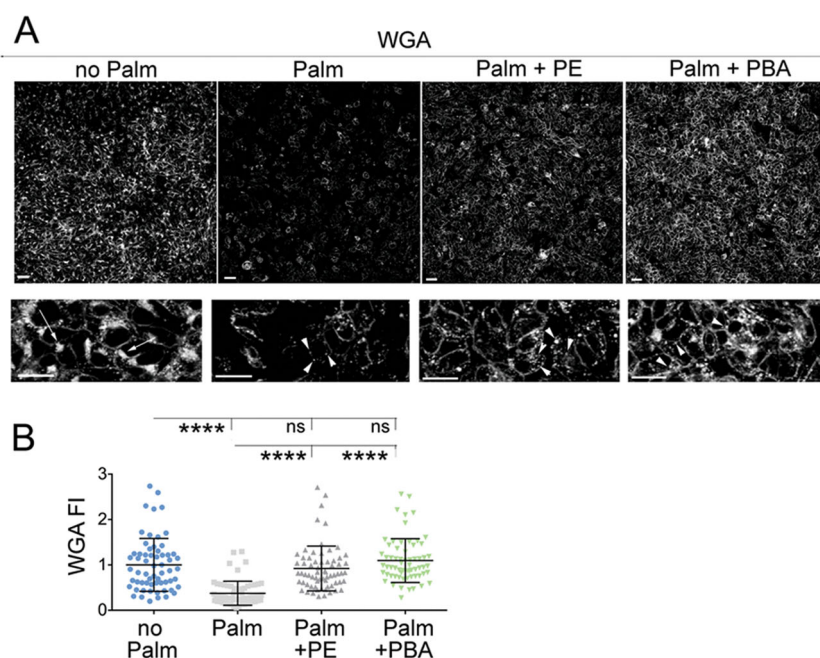 A
WGA
no Palm Palm Palm + PE Palm + PBA
B
**** ns ns
**** ****
WGA FI
3
2
1
0
no Palm Palm Palm +PE Palm +PBA